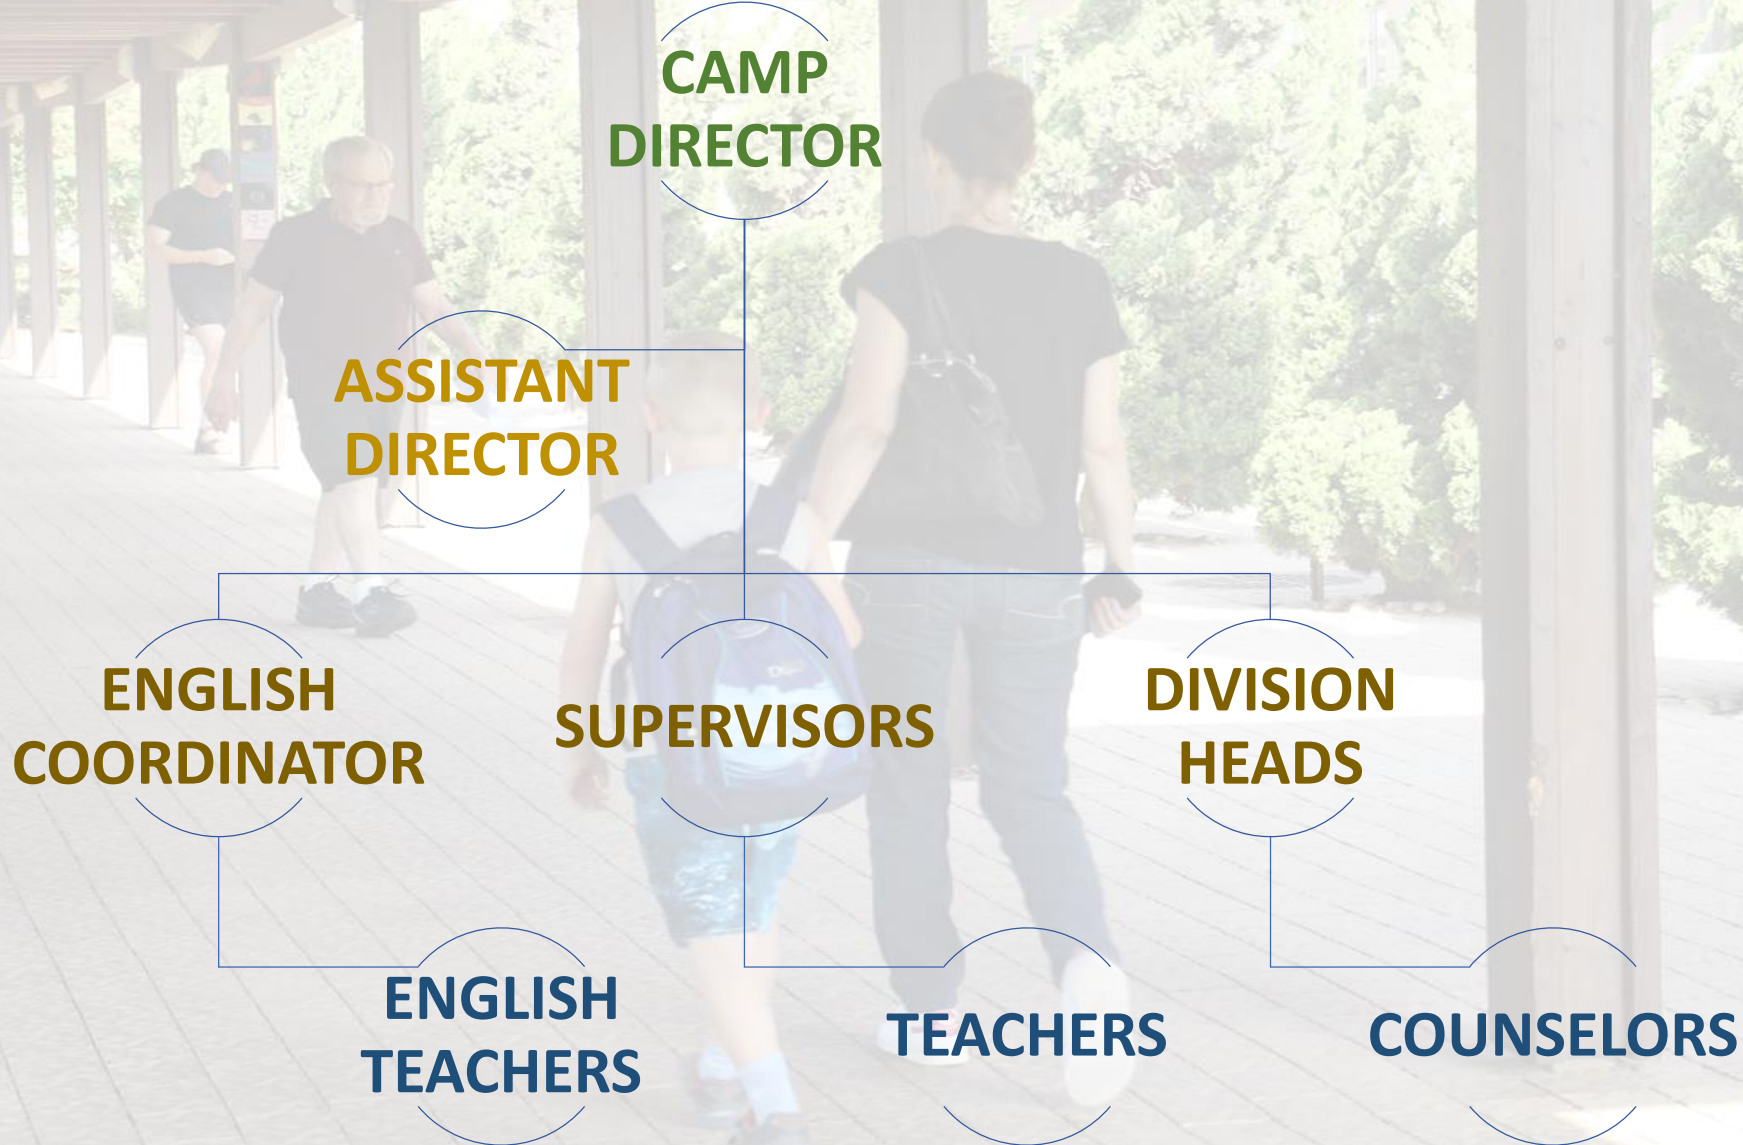 CAMP
DIRECTOR
ASSISTANT
DIRECTOR
ENGLISH
COORDINATOR
SUPERVISORS
DIVISION
HEADS
ENGLISH
TEACHERS
TEACHERS
COUNSELORS